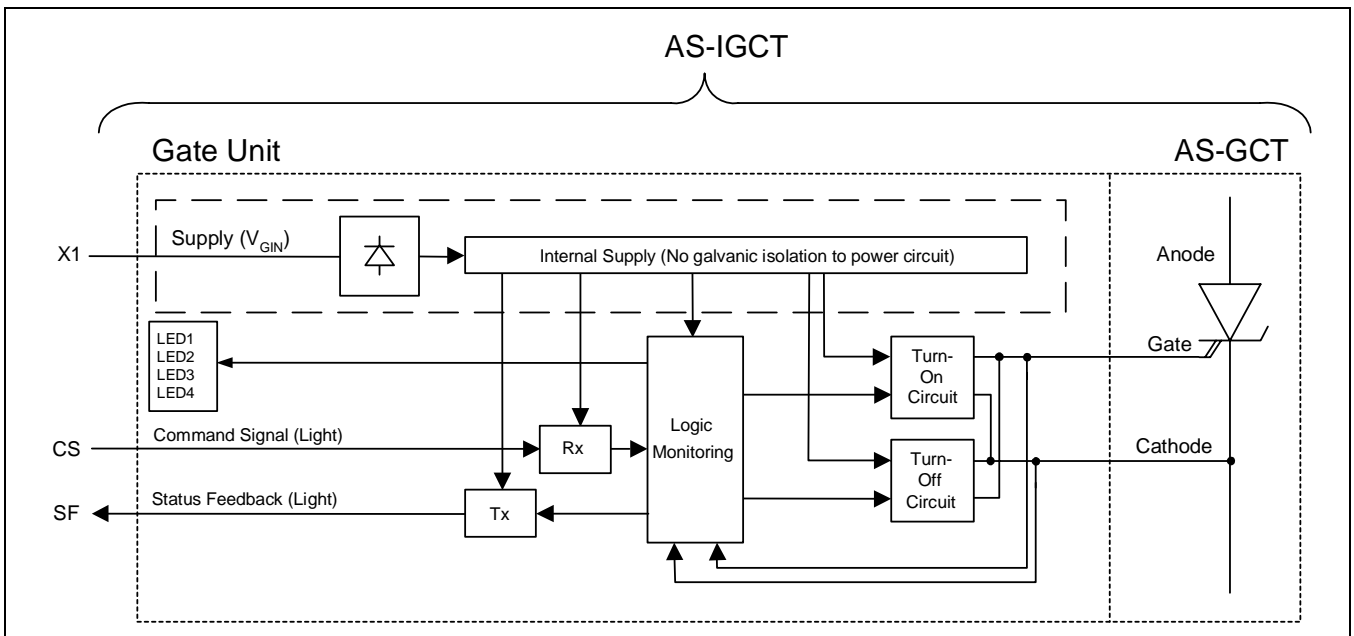 AS-IGCT
Gate Unit
AS-GCT
X1
Supply (VGIN)
Internal Supply (No galvanic isolation to power circuit)
Anode
LED1
LED2
LED3
LED4
Turn-
On
Circuit
Gate
CS
Command Signal (Light)
Rx
Logic
Monitoring
Turn-
Off
Circuit
Cathode
SF
Status Feedback (Light)
Tx